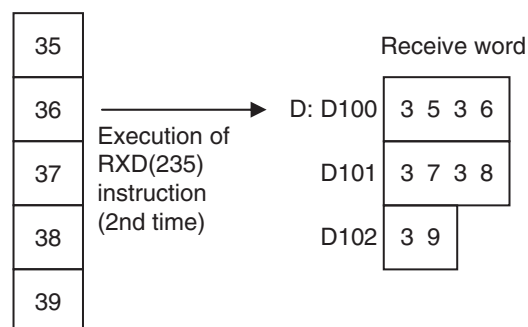 35
36
37
38
39
Execution of
RXD(235)
instruction
(2nd time)
Receive word
D: D100 3 5 3 6
D101 3 7 3 8
D102 3 9